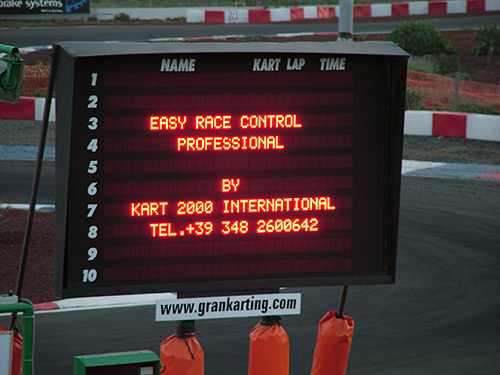 brake systems
NAME KART LAP TIME
1
2
3 EASY RACE CONTROL
4 PROFESSIONAL
5
6 BY
7 KART 2000 INTERNATIONAL
8 TEL.+39 348 2600642
9
10
www.grankarting.com